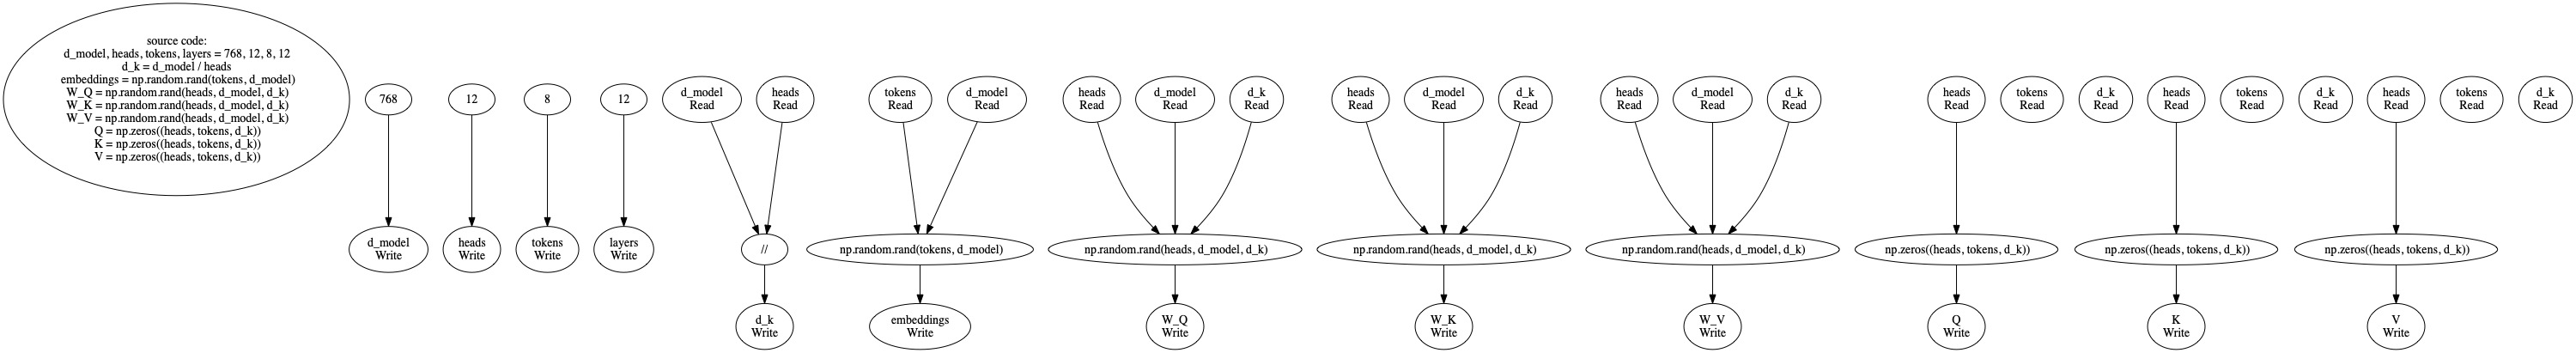 source code:
d_model, heads, tokens, layers = 768, 12, 8, 12
d_k = d_model / heads
embeddings = np.random.rand(tokens, d_model)
W_Q = np.random.rand(heads, d_model, d_k)
W_K = np.random.rand(heads, d_model, d_k)
W_V = np.random.rand(heads, d_model, d_k)
Q = np.zeros((heads, tokens, d_k))
K = np.zeros((heads, tokens, d_k))
V = np.zeros((heads, tokens, d_k))
768
12
8
12
d_model
Read
heads
Read
tokens
Read
d_model
Read
heads
Read
d_model
Read
d_k
Read
heads
Read
d_model
Read
d_k
Read
heads
Read
d_model
Read
d_k
Read
heads
Read
tokens
Read
d_k
Read
heads
Read
tokens
Read
d_k
Read
heads
Read
tokens
Read
d_k
Read
d_model
Write
heads
Write
tokens
Write
layers
Write
//
np.random.rand(tokens, d_model)
np.random.rand(heads, d_model, d_k)
np.random.rand(heads, d_model, d_k)
np.random.rand(heads, d_model, d_k)
np.zeros((heads, tokens, d_k))
np.zeros((heads, tokens, d_k))
np.zeros((heads, tokens, d_k))
d_k
Write
embeddings
Write
W_Q
Write
W_K
Write
W_V
Write
Q
Write
K
Write
V
Write